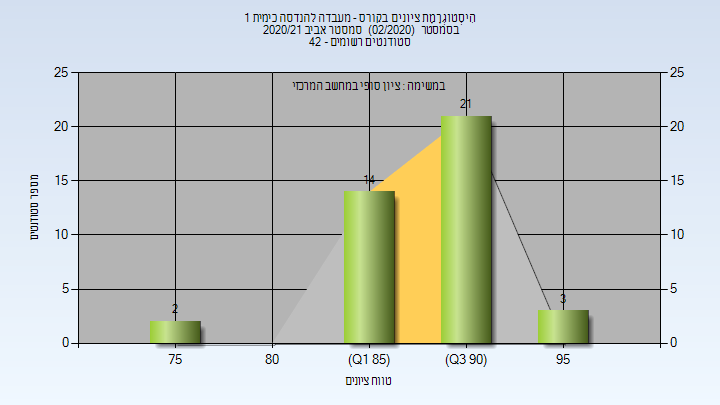 היסטוגרמת ציונים בקורס - מעבדה להנדסה כימית 1
בסמסטר (02/2020) סמסטר אביב 2020/21
סטודנטים רשומים - 42
במשימה : ציון סופי במחשב המרכזי
25 25
20 20
15 15
10 10
5 5
0 0
2 14 21 3
75 80 (Q1 85) (Q3 90) 95
מספר סטודנטים
טווח ציונים